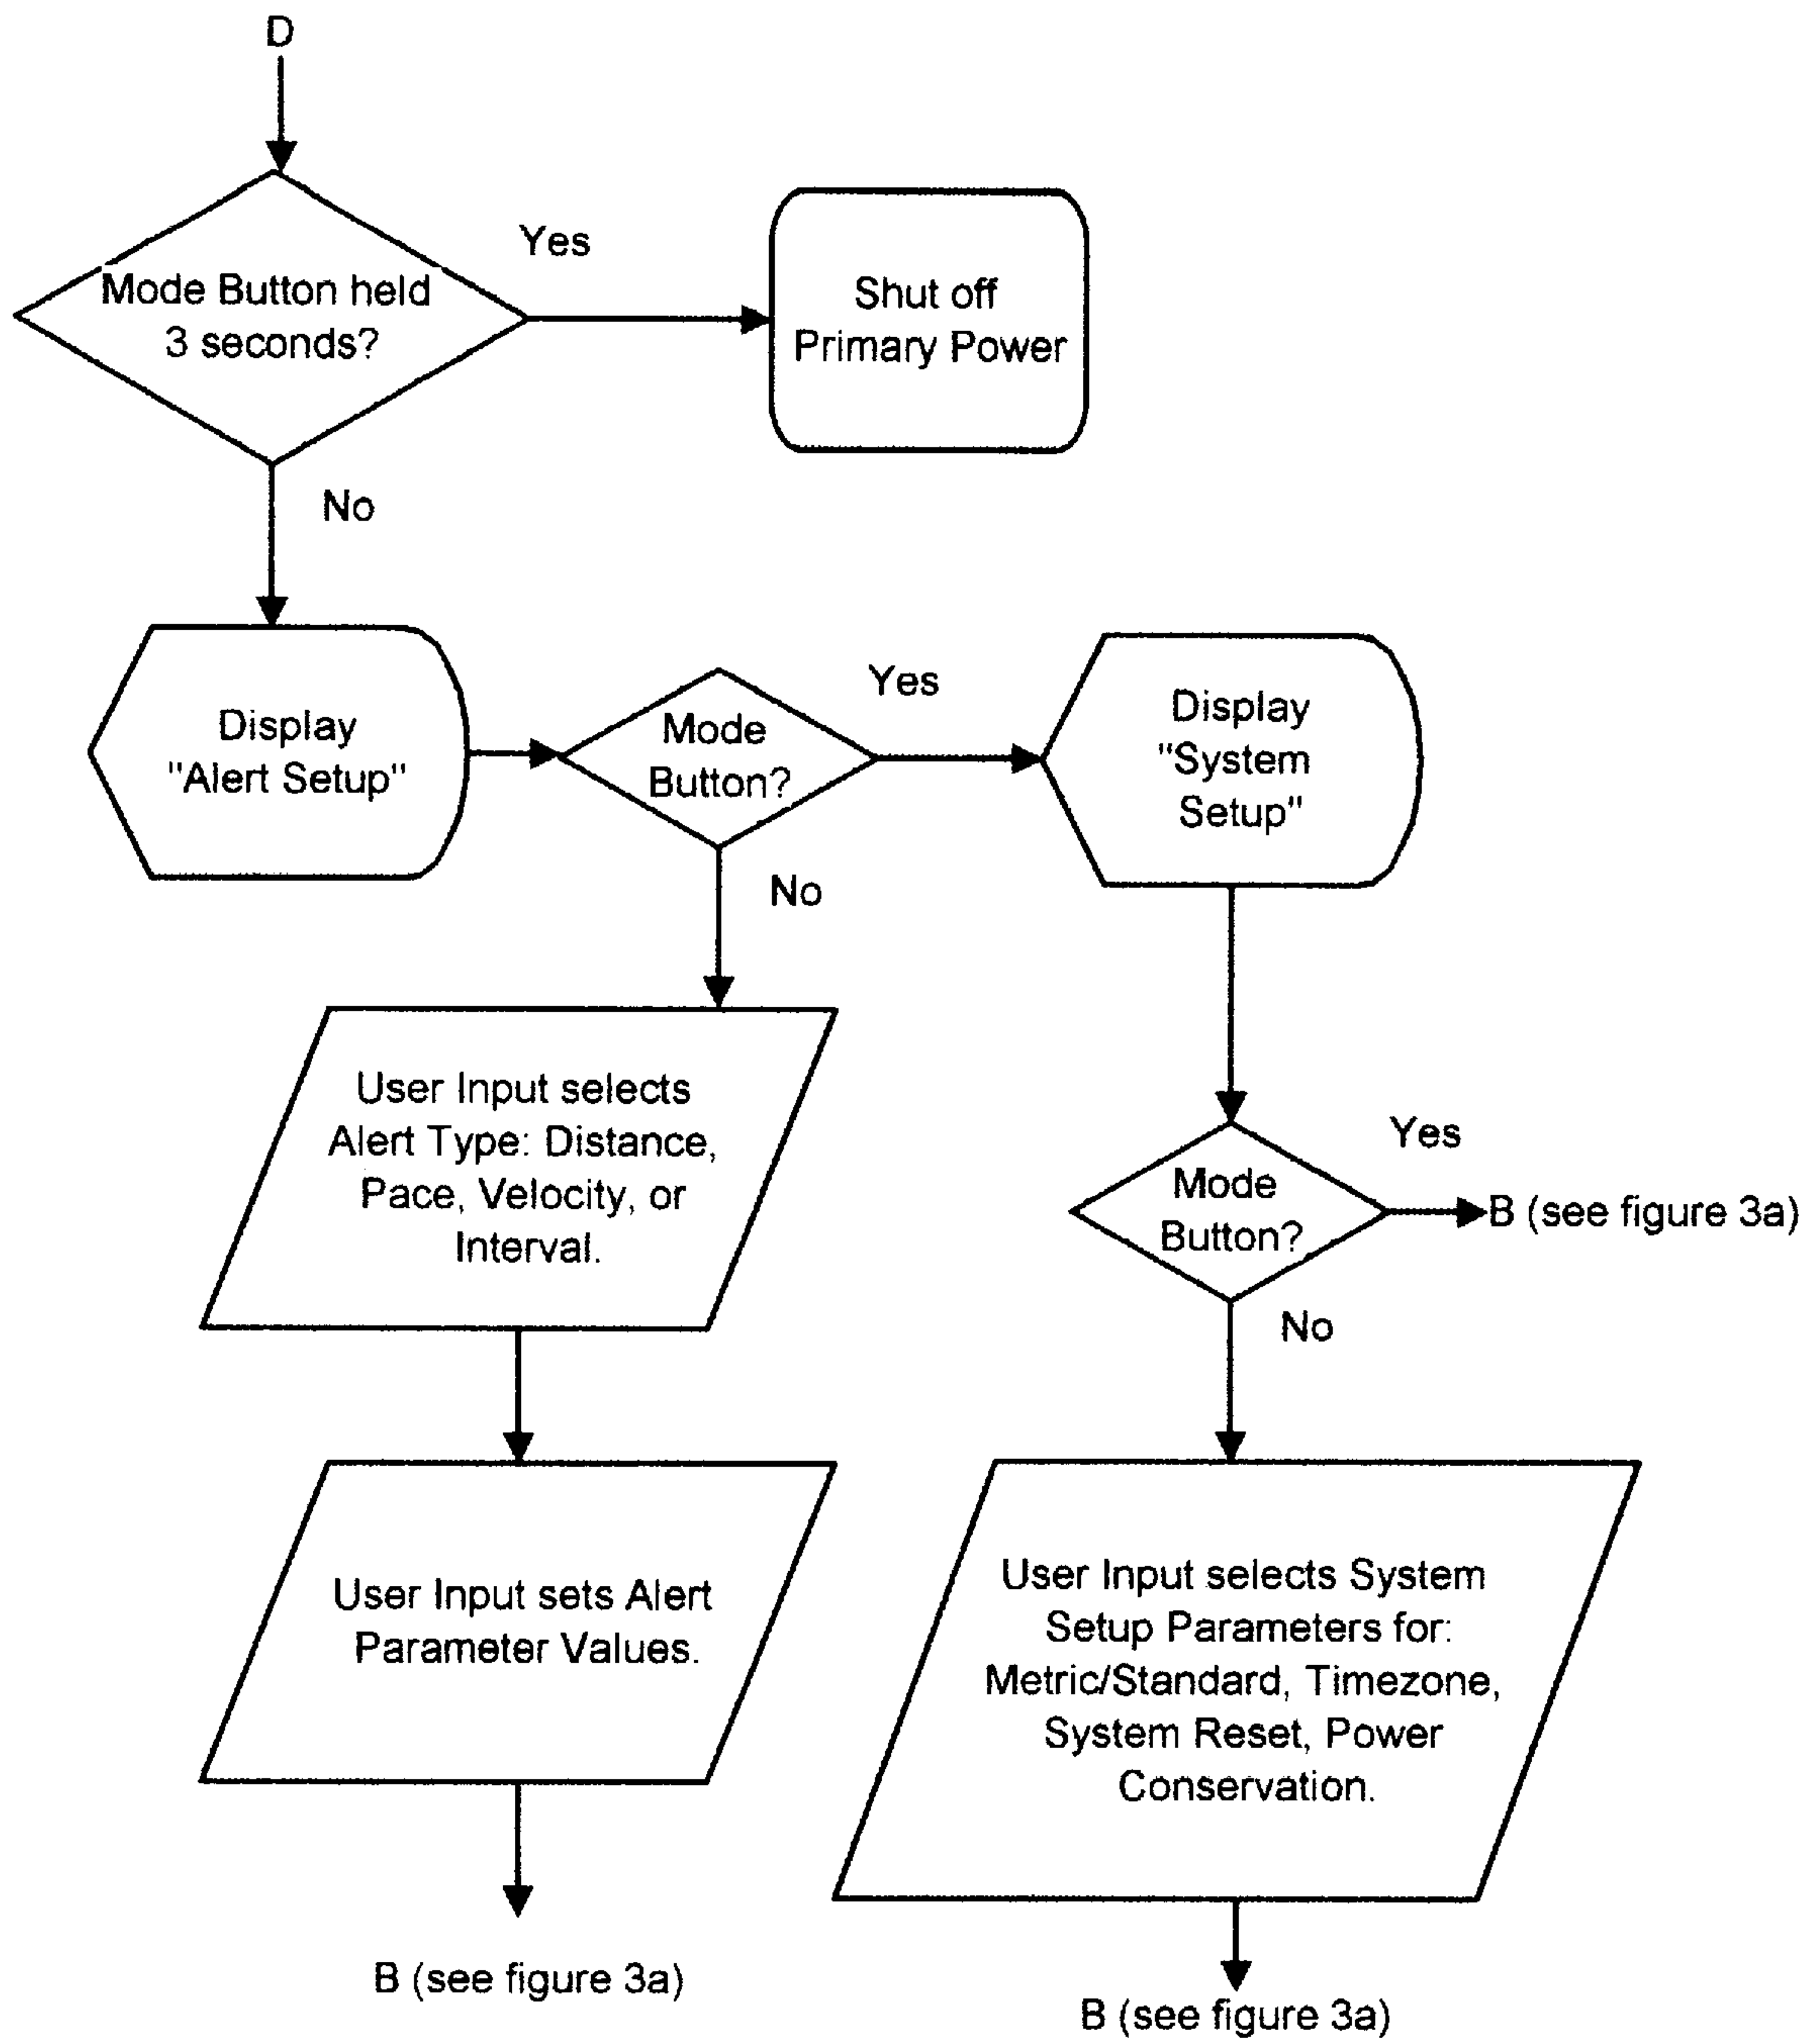 D
Mode Button held
3 seconds?
Yes
Shut off
Primary Power
No
Display
"Alert Setup"
Mode
Button?
Yes
Display
"System
Setup"
No
User Input selects
Alert Type: Distance,
Pace, Velocity, or
Interval.
Mode
Button?
Yes
B (see figure 3a)
No
User Input sets Alert
Parameter Values.
User Input selects System
Setup Parameters for:
Metric/Standard, Timezone,
System Reset, Power
Conservation.
B (see figure 3a)
B (see figure 3a)